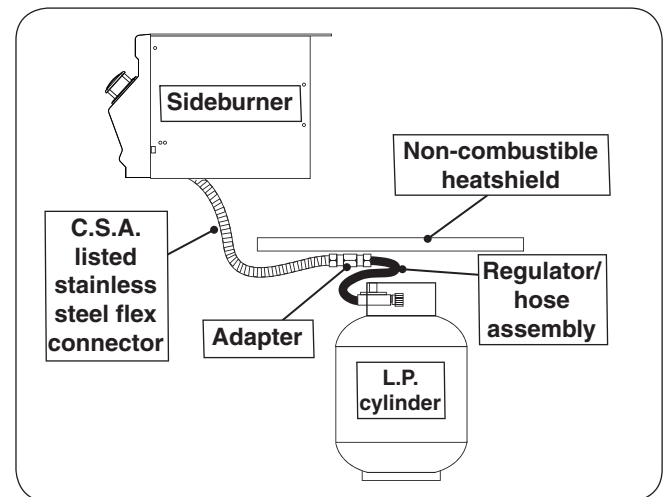 Sideburner
Non-combustible
heatshield
C.S.A.
listed
stainless
steel flex
connector
Adapter
Regulator/
hose
assembly
L.P.
cylinder